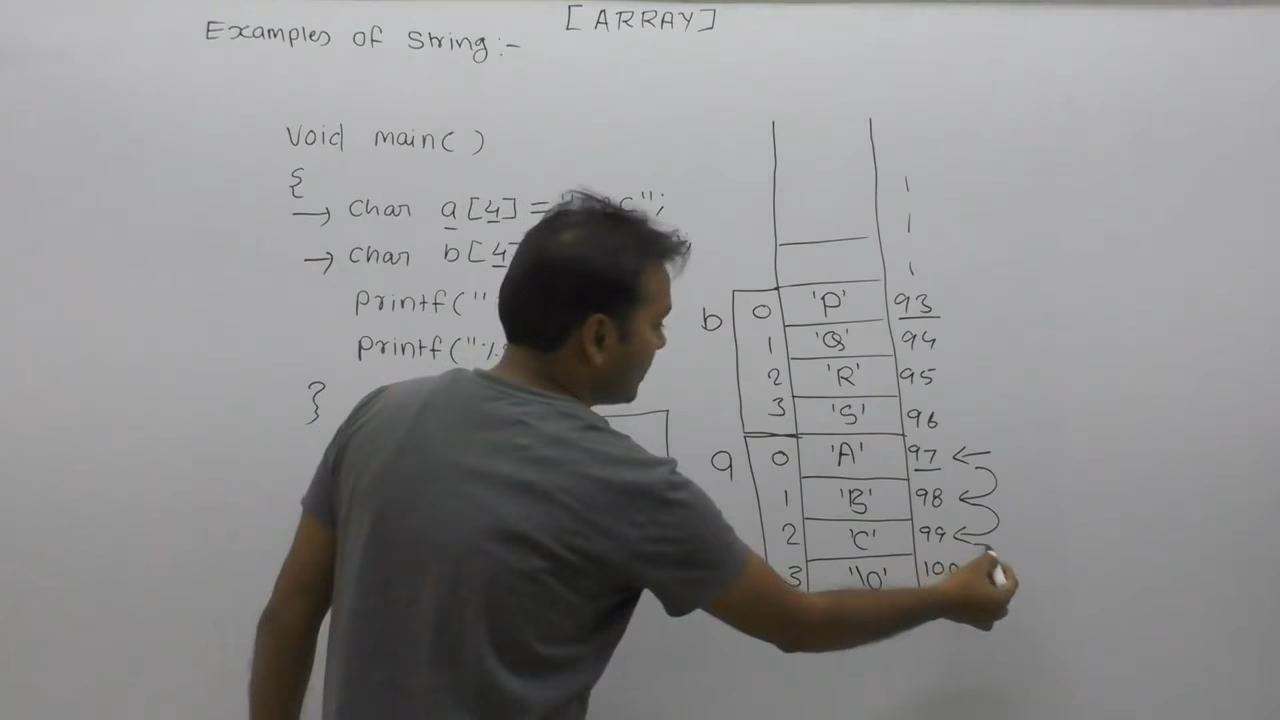 [ARRAY]
Examples of String:-
Void main()
{
→ Char a[4] =
→ Char b[4]
Printf("
Printf("%
}
b
0 'P' 93
1 'Q' 94
2 'R' 95
3 'S' 96
a
0 'A' 97
1 'B' 98
2 'C' 99
3 '\0' 100